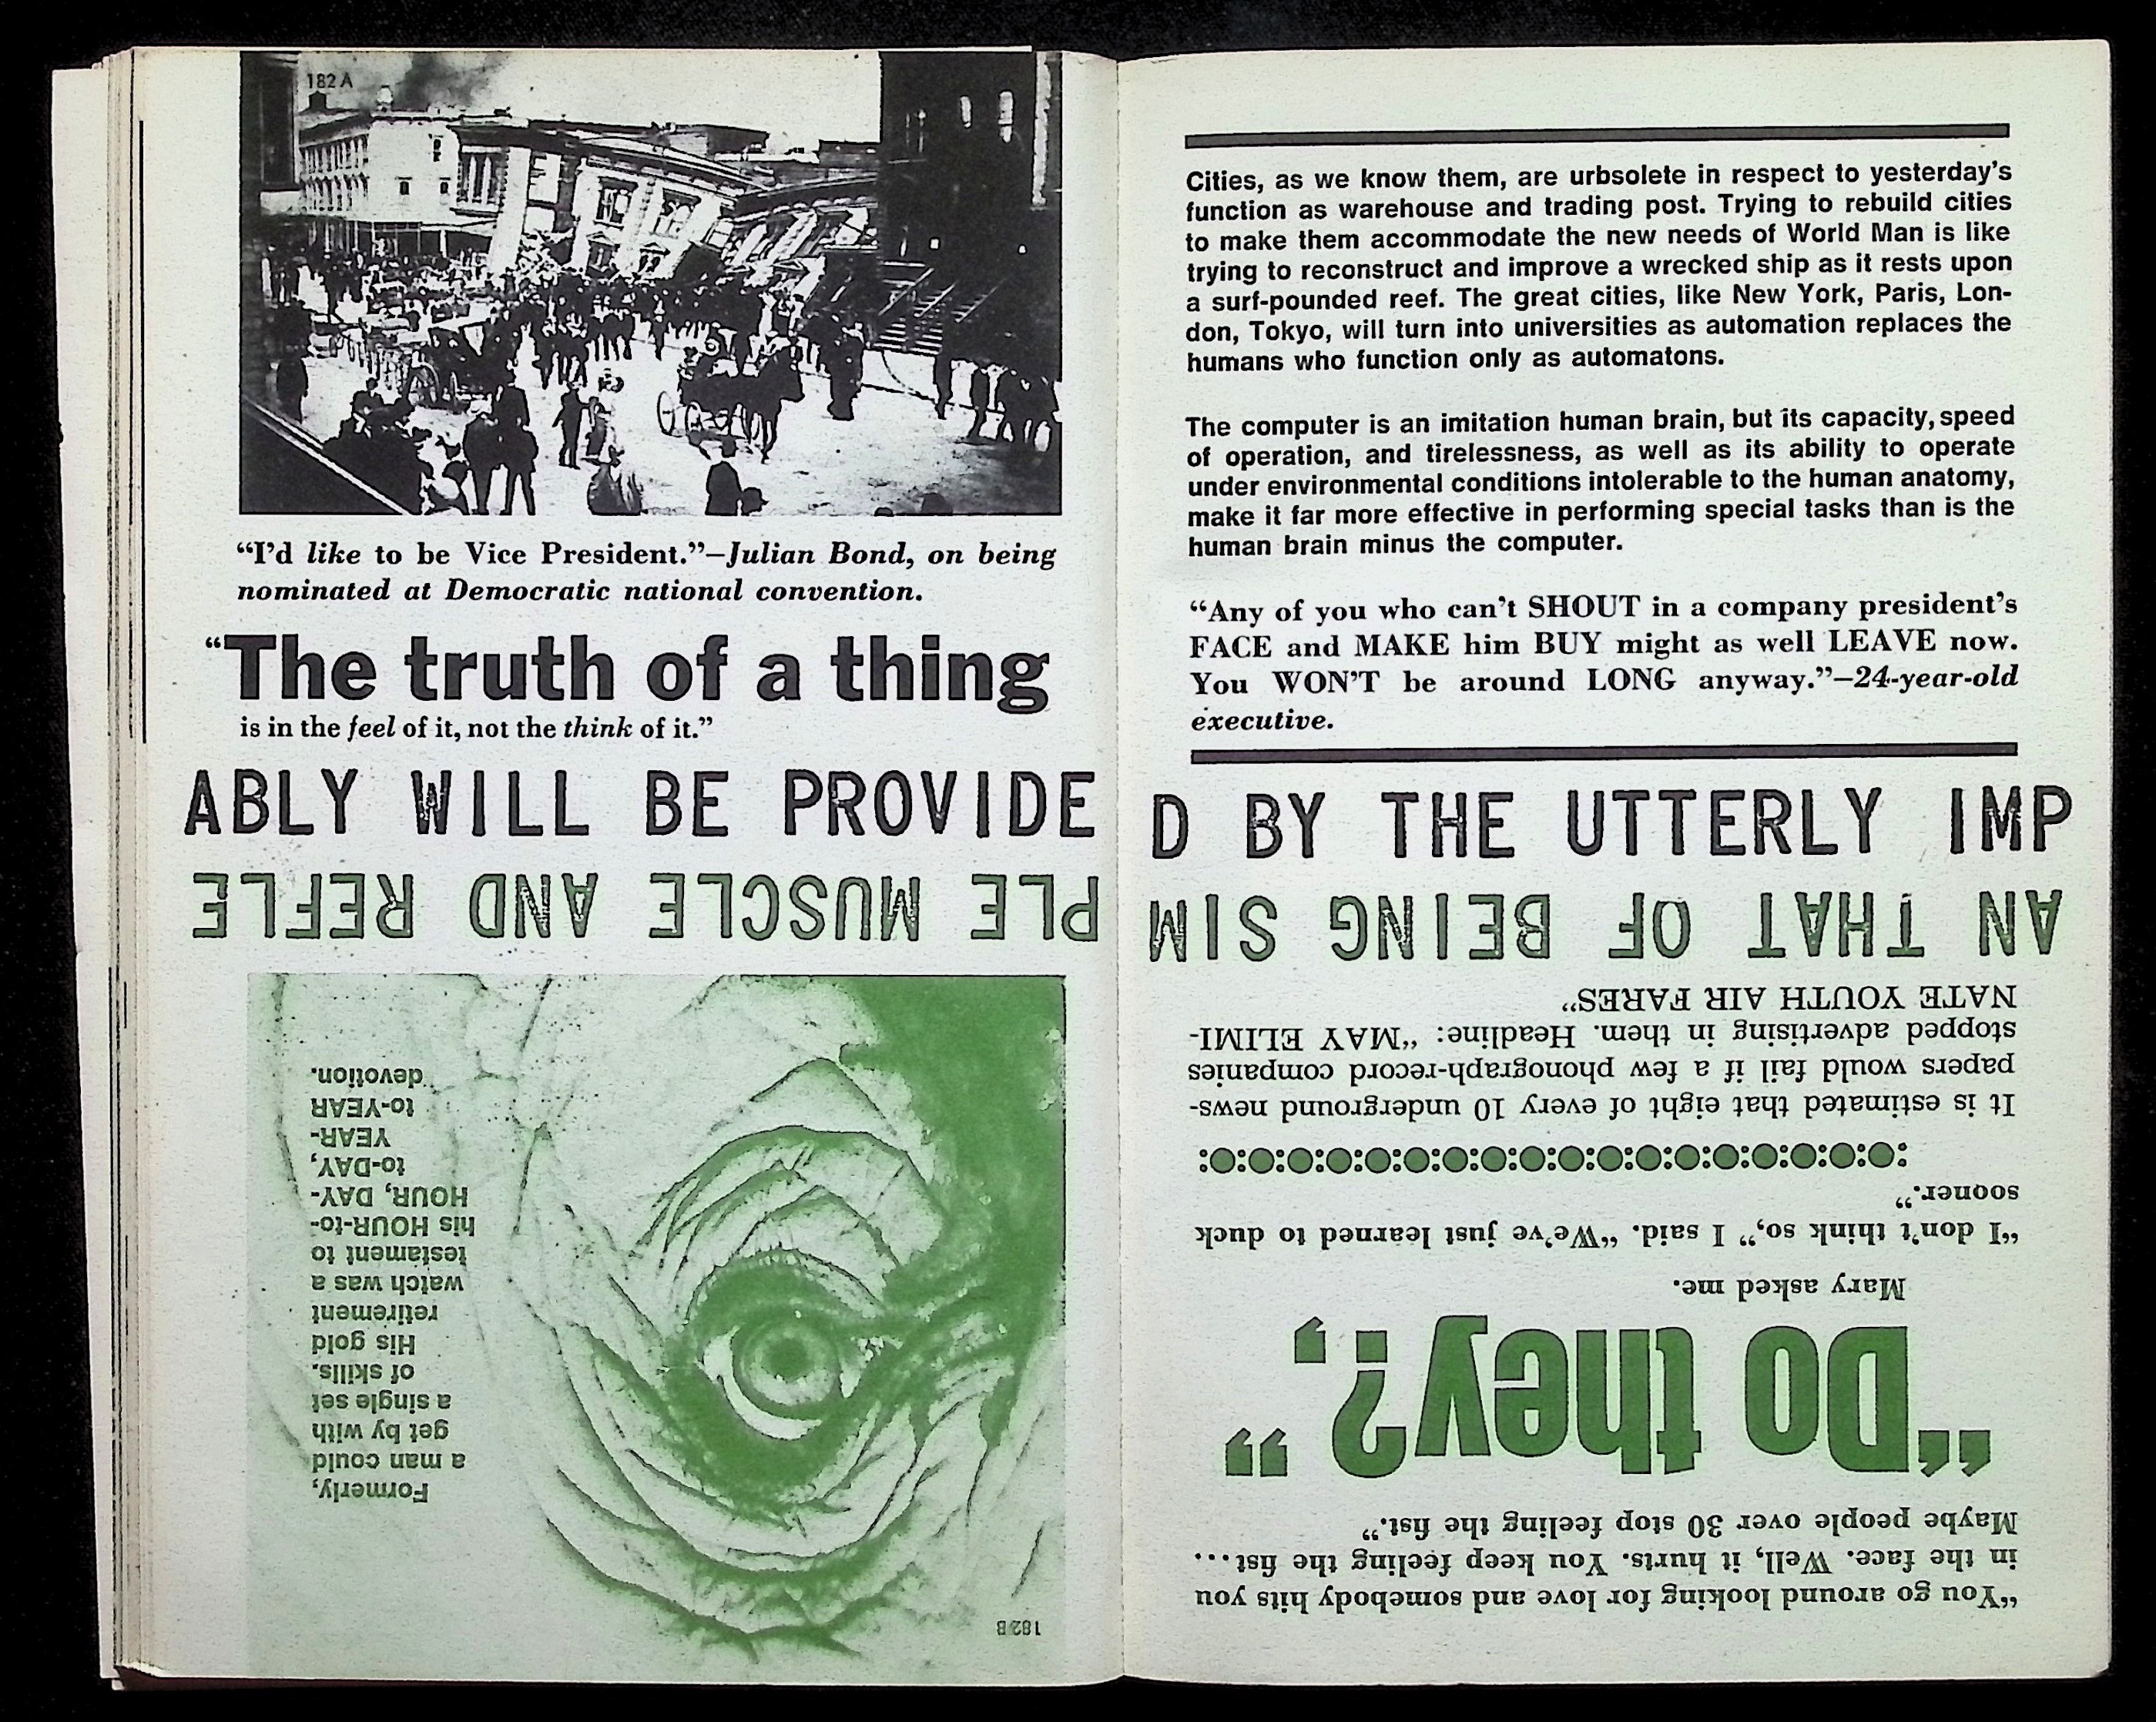 182 A
“I’d like to be Vice President.”—Julian Bond, on being
nominated at Democratic national convention.
“The truth of a thing
is in the feel of it, not the think of it.”
ABLY WILL BE PROVIDE
Cities, as we know them, are urbsolete in respect to yesterday’s
function as warehouse and trading post. Trying to rebuild cities
to make them accommodate the new needs of World Man is like
trying to reconstruct and improve a wrecked ship as it rests upon
a surf-pounded reef. The great cities, like New York, Paris, Lon-
don, Tokyo, will turn into universities as automation replaces the
humans who function only as automatons.
The computer is an imitation human brain, but its capacity, speed
of operation, and tirelessness, as well as its ability to operate
under environmental conditions intolerable to the human anatomy,
make it far more effective in performing special tasks than is the
human brain minus the computer.
“Any of you who can’t SHOUT in a company president’s
FACE and MAKE him BUY might as well LEAVE now.
You WON’T be around LONG anyway.”—24-year-old
executive.
D BY THE UTTERLY IMP
“You go around looking for love and somebody hits you
in the face. Well, it hurts. You keep feeling the fist...
Maybe people over 30 stop feeling the fist.”
“Do they?,”
Mary asked me.
“I don’t think so,” I said. “We’ve just learned to duck
sooner.”
It is estimated that eight of every 10 underground news-
papers would fail if a few phonograph-record companies
stopped advertising in them. Headline: “MAY ELIMI-
NATE YOUTH AIR FARES”
AN THAT OF BEING SIM
182 B
Formerly,
a man could
get by with
a single set
of skills.
His gold
retirement
watch was a
testament to
his HOUR-to-
HOUR, DAY-
to-DAY,
YEAR-
to-YEAR
devotion.
PLE MUSCLE AND REFLE